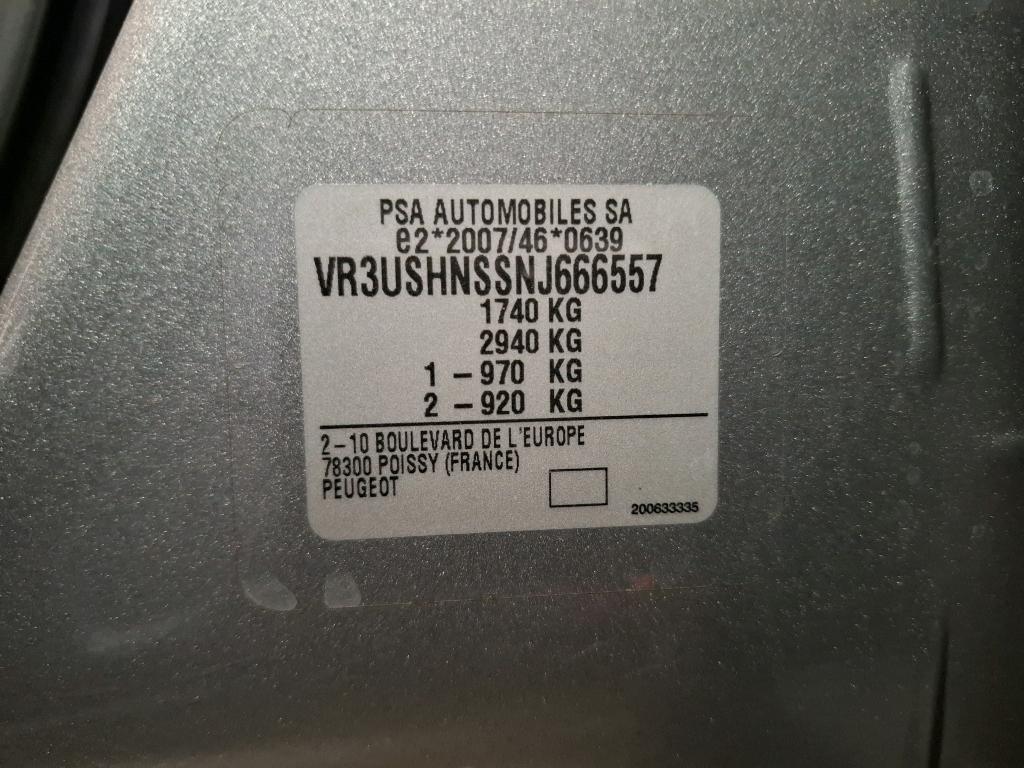 PSA AUTOMOBILES SA
e2*2007/46*0639
VR3USHNSSNJ666557
1740 KG
2940 KG
1 – 970 KG
2 – 920 KG
2–10 BOULEVARD DE L'EUROPE
78300 POISSY (FRANCE)
PEUGEOT
200633335